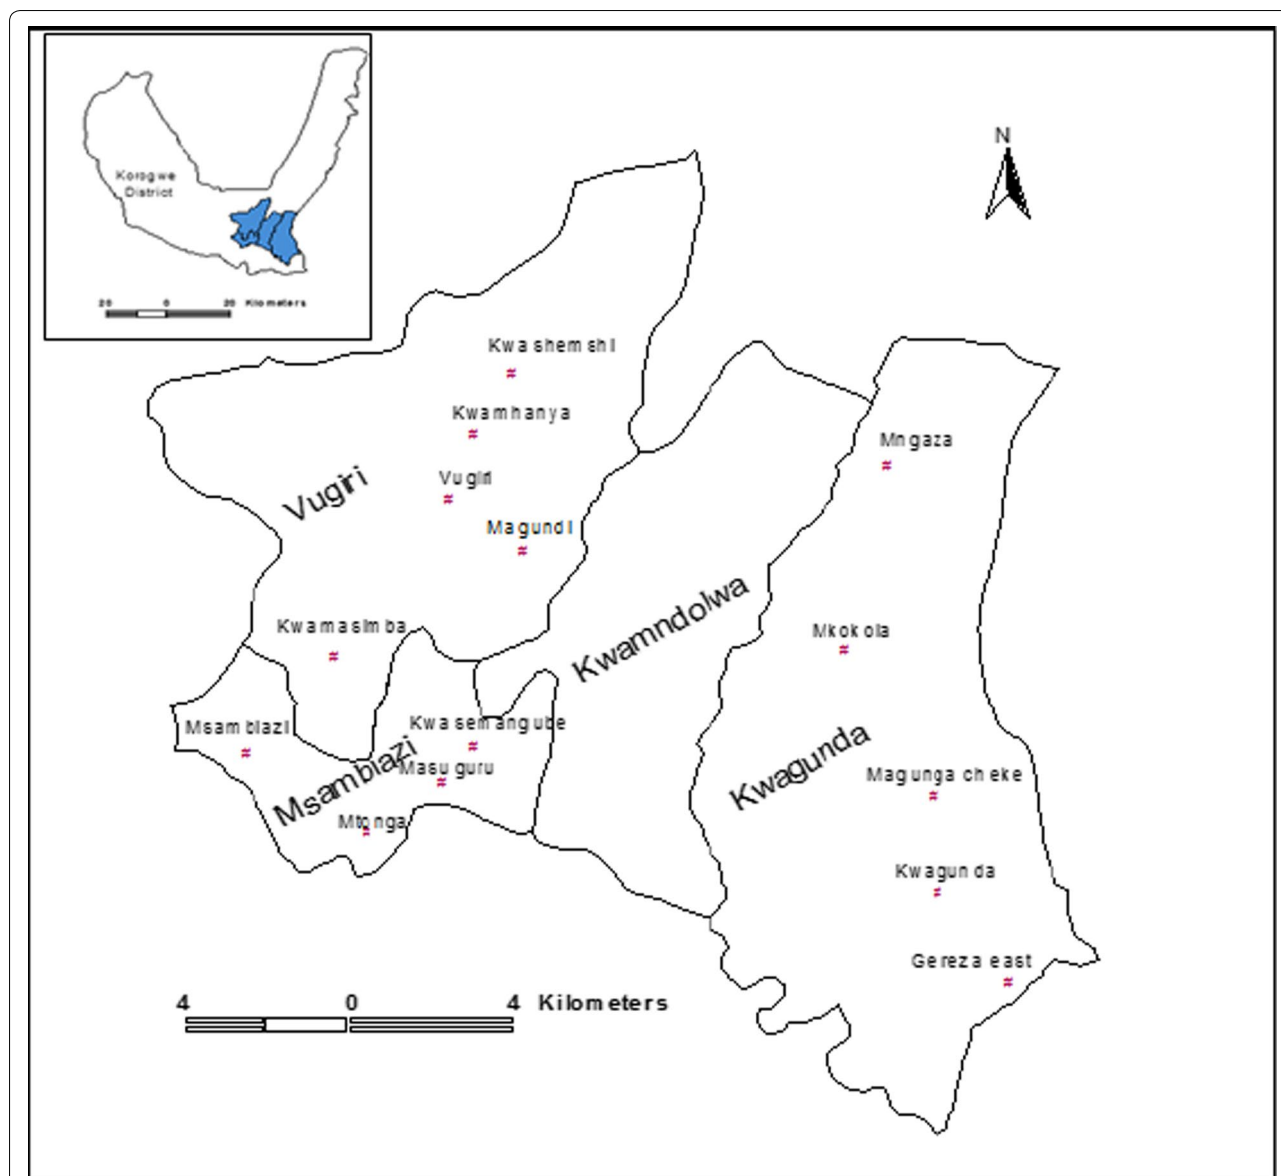 Korogwe
District
20 0 20 Kilometers
N
Kwashemshi
Kwamhanya
Vugiri
Magundi
Vugiri
Mngaza
Kwamndolwa
Kwamasimba
Mkokola
Msambiazi
Kwasemangube
Masuguru
Msambiazi
Mtonga
Kwagunda
Magunga cheke
Kwagunda
Gereza east
4 0 4 Kilometers